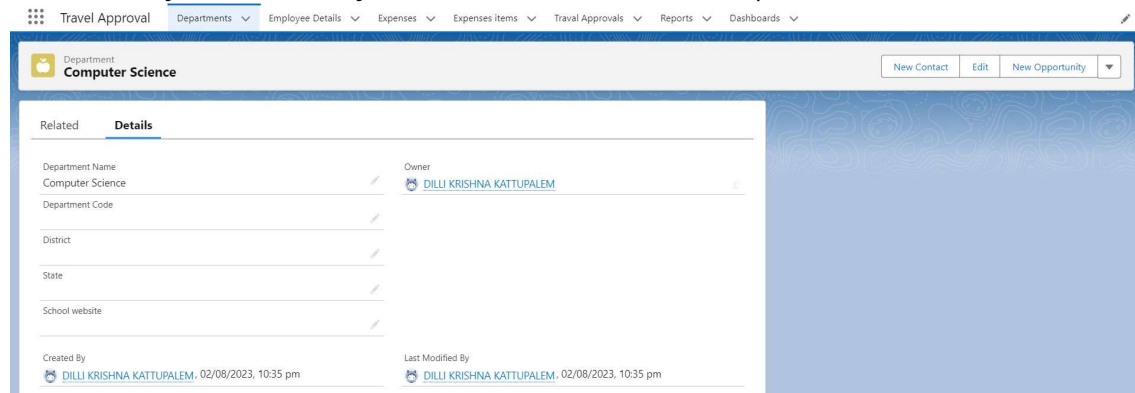 Travel Approval Departments Employee Details Expenses Expenses items Traval Approvals Reports Dashboards
Department
Computer Science
New Contact Edit New Opportunity
Related Details
Department Name
Computer Science
Owner
DILLI KRISHNA KATTUPALEM
Department Code
District
State
School website
Created By
DILLI KRISHNA KATTUPALEM, 02/08/2023, 10:35 pm
Last Modified By
DILLI KRISHNA KATTUPALEM, 02/08/2023, 10:35 pm